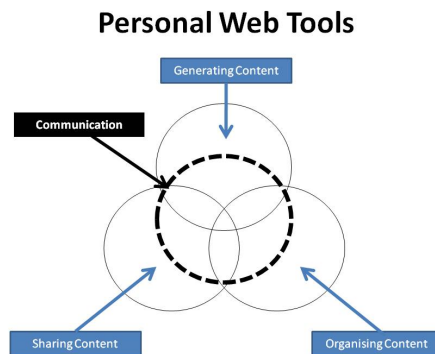 Personal Web Tools
Generating Content
Communication
Sharing Content
Organising Content